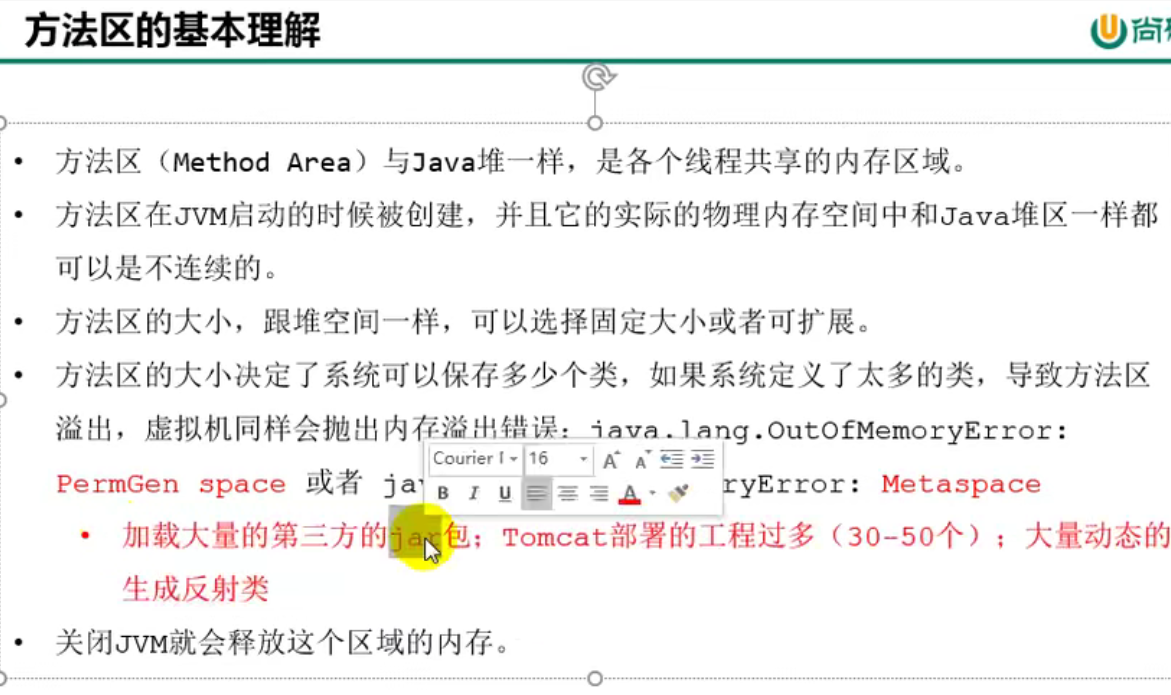 方法区的基本理解
尚
• 方法区（Method Area）与Java堆一样，是各个线程共享的内存区域。
• 方法区在JVM启动的时候被创建，并且它的实际的物理内存空间中和Java堆区一样都
可以是不连续的。
• 方法区的大小，跟堆空间一样，可以选择固定大小或者可扩展。
• 方法区的大小决定了系统可以保存多少个类，如果系统定义了太多的类，导致方法区
溢出，虚拟机同样会抛出内存溢出错误：java.lang.OutOfMemoryError:
Courier 16
PermGen space 或者 ryError: Metaspace
B I U A
• 加载大量的第三方的jar包；Tomcat部署的工程过多（30-50个）；大量动态的
生成反射类
• 关闭JVM就会释放这个区域的内存。